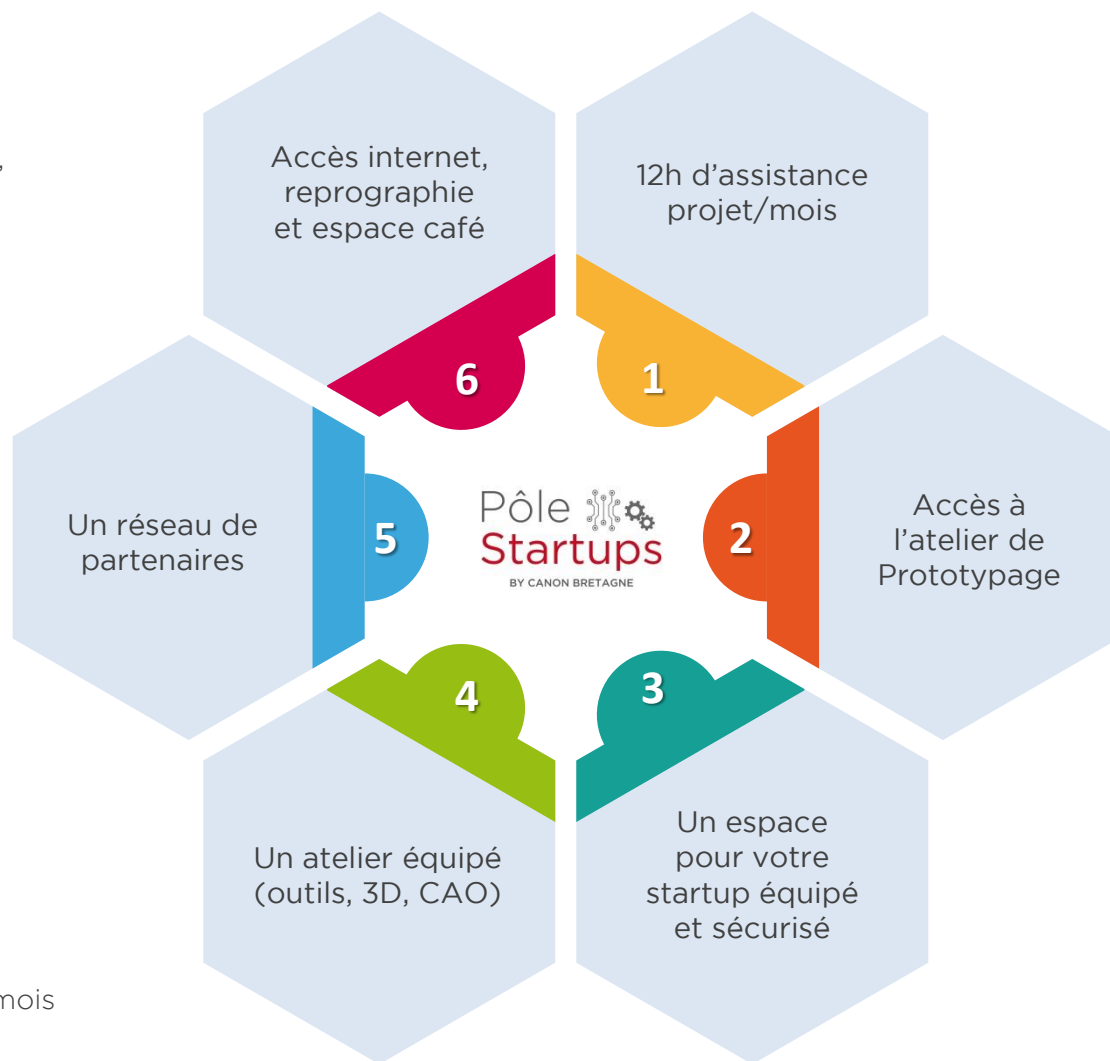 ,
Accès internet,
reprographie
et espace café
6
12h d’assistance
projet/mois
1
Accès à
l’atelier de
Prototypage
2
Un espace
pour votre
startup équipé
et sécurisé
3
Un atelier équipé
(outils, 3D, CAO)
4
Un réseau de
partenaires
5
Pôle
Startups
BY CANON BRETAGNE
mois